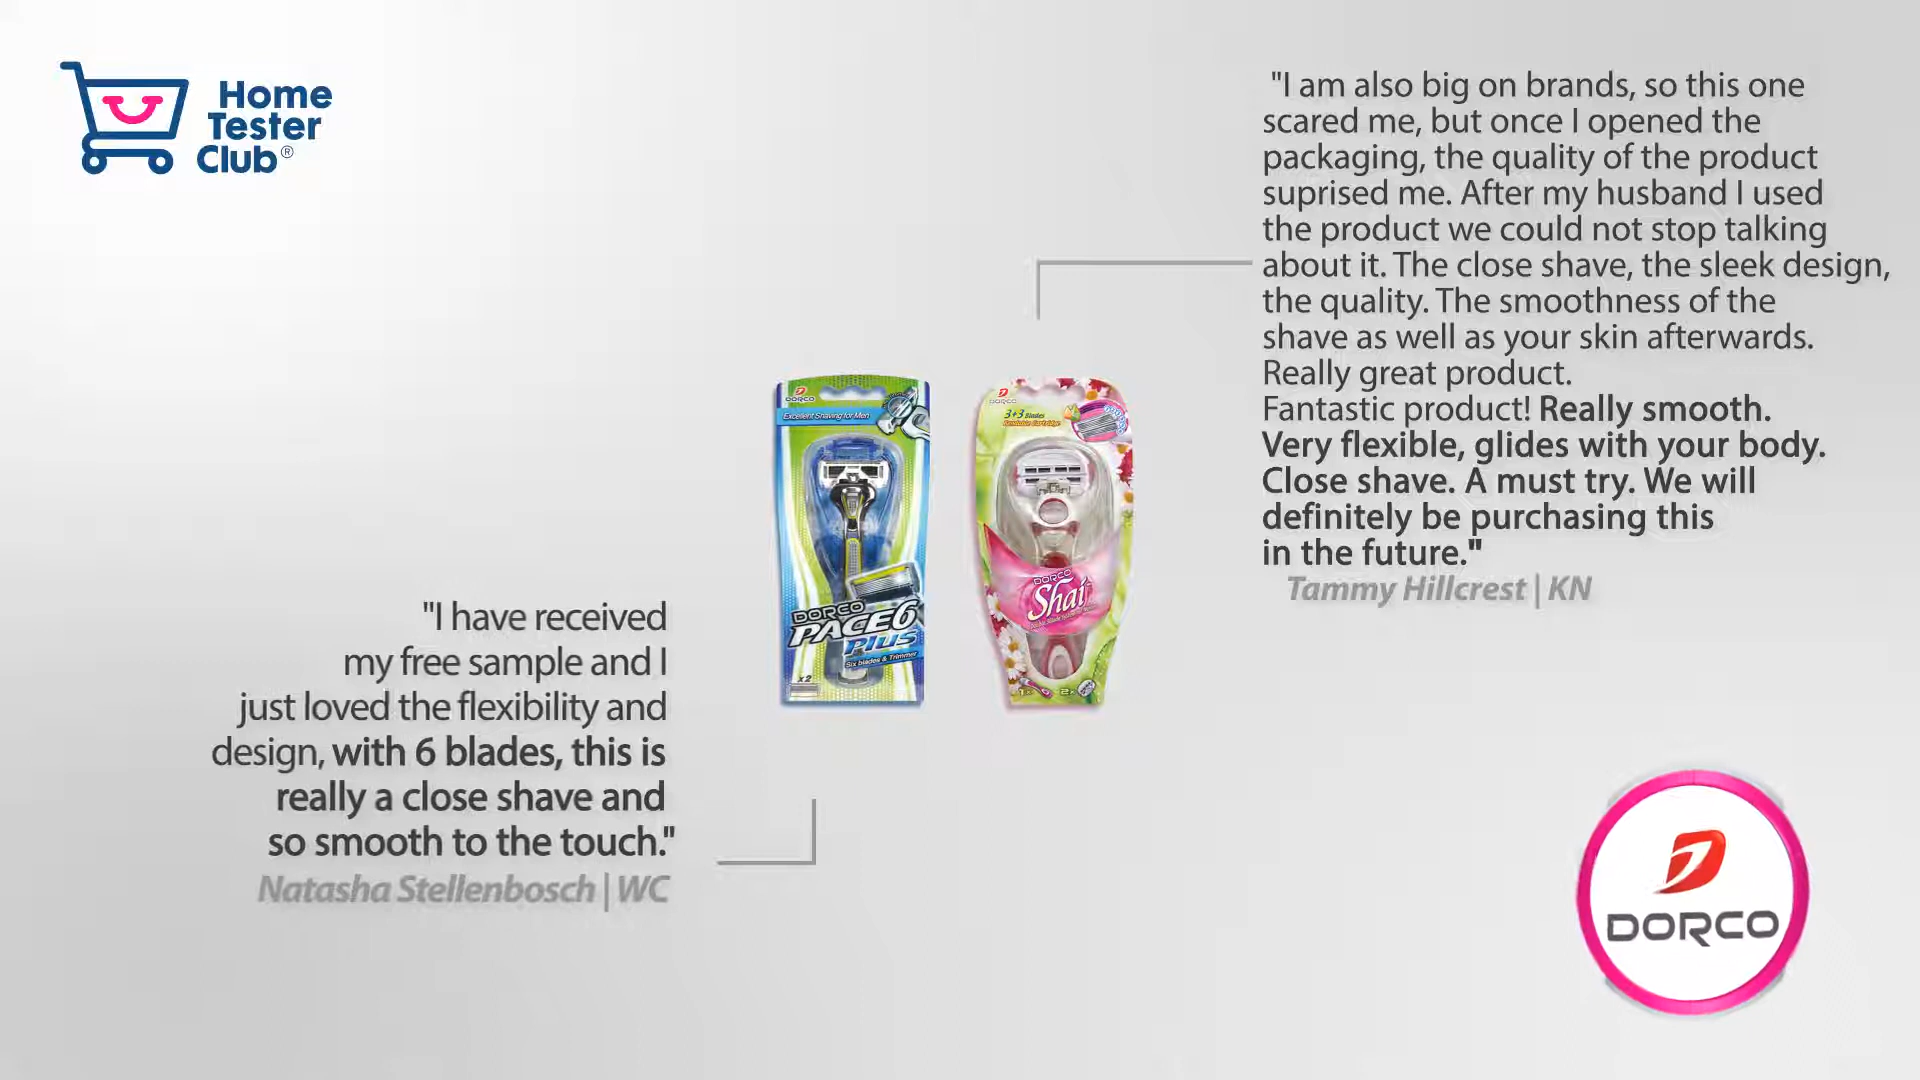 Home
Tester
Club®
"I am also big on brands, so this one
scared me, but once I opened the
packaging, the quality of the product
suprised me. After my husband I used
the product we could not stop talking
about it. The close shave, the sleek design,
the quality. The smoothness of the
shave as well as your skin afterwards.
Really great product.
Fantastic product! Really smooth.
Very flexible, glides with your body.
Close shave. A must try. We will
definitely be purchasing this
in the future."
Tammy Hillcrest | KN
DORCO
Excellent Shaving for Men
DORCO
PACE6
PLUS
Six blades & Trimmer
x2
DORCO
3+3 Blades
DORCO
Shai
"I have received
my free sample and I
just loved the flexibility and
design, with 6 blades, this is
really a close shave and
so smooth to the touch."
Natasha Stellenbosch | WC
DORCO